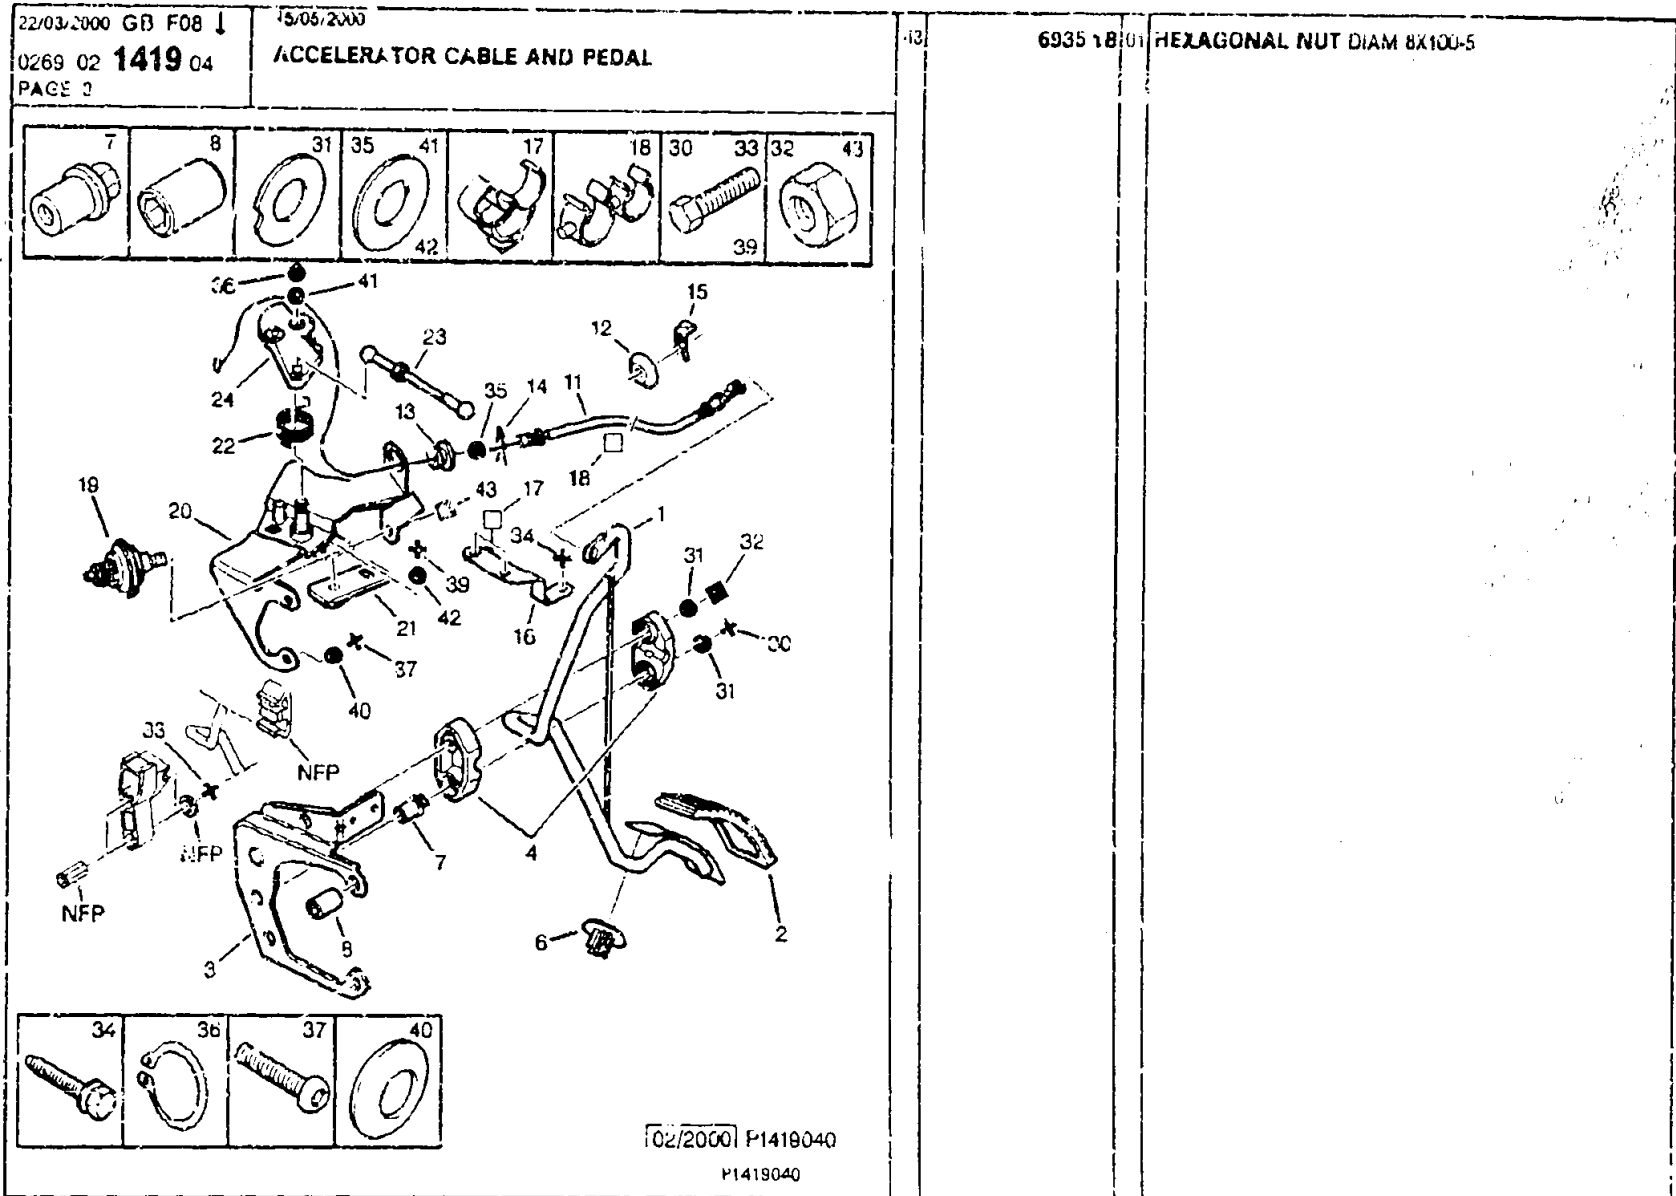 22/03/2000 GB F08 ↓
0269 02 1419 04
PAGE
15/05/2000
ACCELERATOR CABLE AND PEDAL
43
6935 18 01 HEXAGONAL NUT DIAM 8X100-5
7 8 31 35 41 17 18 30 33 32 43
42 39
36 41
15
12
23
24
35 14 11
13
22
18
19
20
43 17
1
34
31 32
39
42
21
16
30
37
31
40
33
NFP
NFP
7 4
NFP
8
6 2
3
34 36 37 40
02/2000 P1419040
P1419040